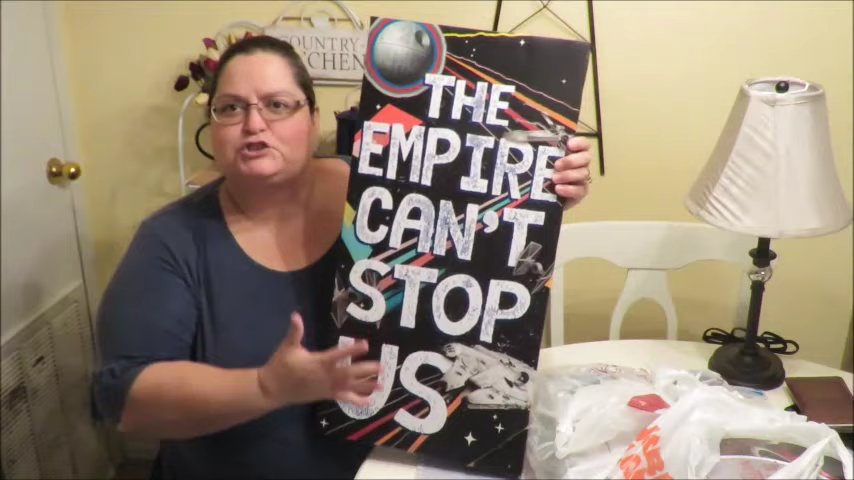 COUNTRY
KITCHEN
THE
EMPIRE
CAN'T
STOP
US